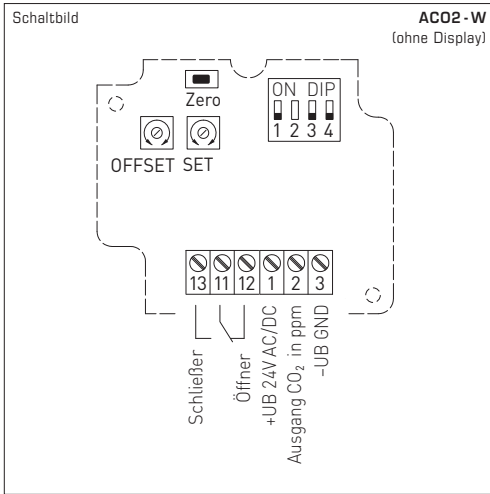 Schaltbild
ACO2 - W
(ohne Display)
Zero
ON DIP
1 2 3 4
OFFSET SET
13 11 12 1 2 3
Schließer
Öffner
+UB 24V AC/DC
Ausgang CO₂ in ppm
–UB GND